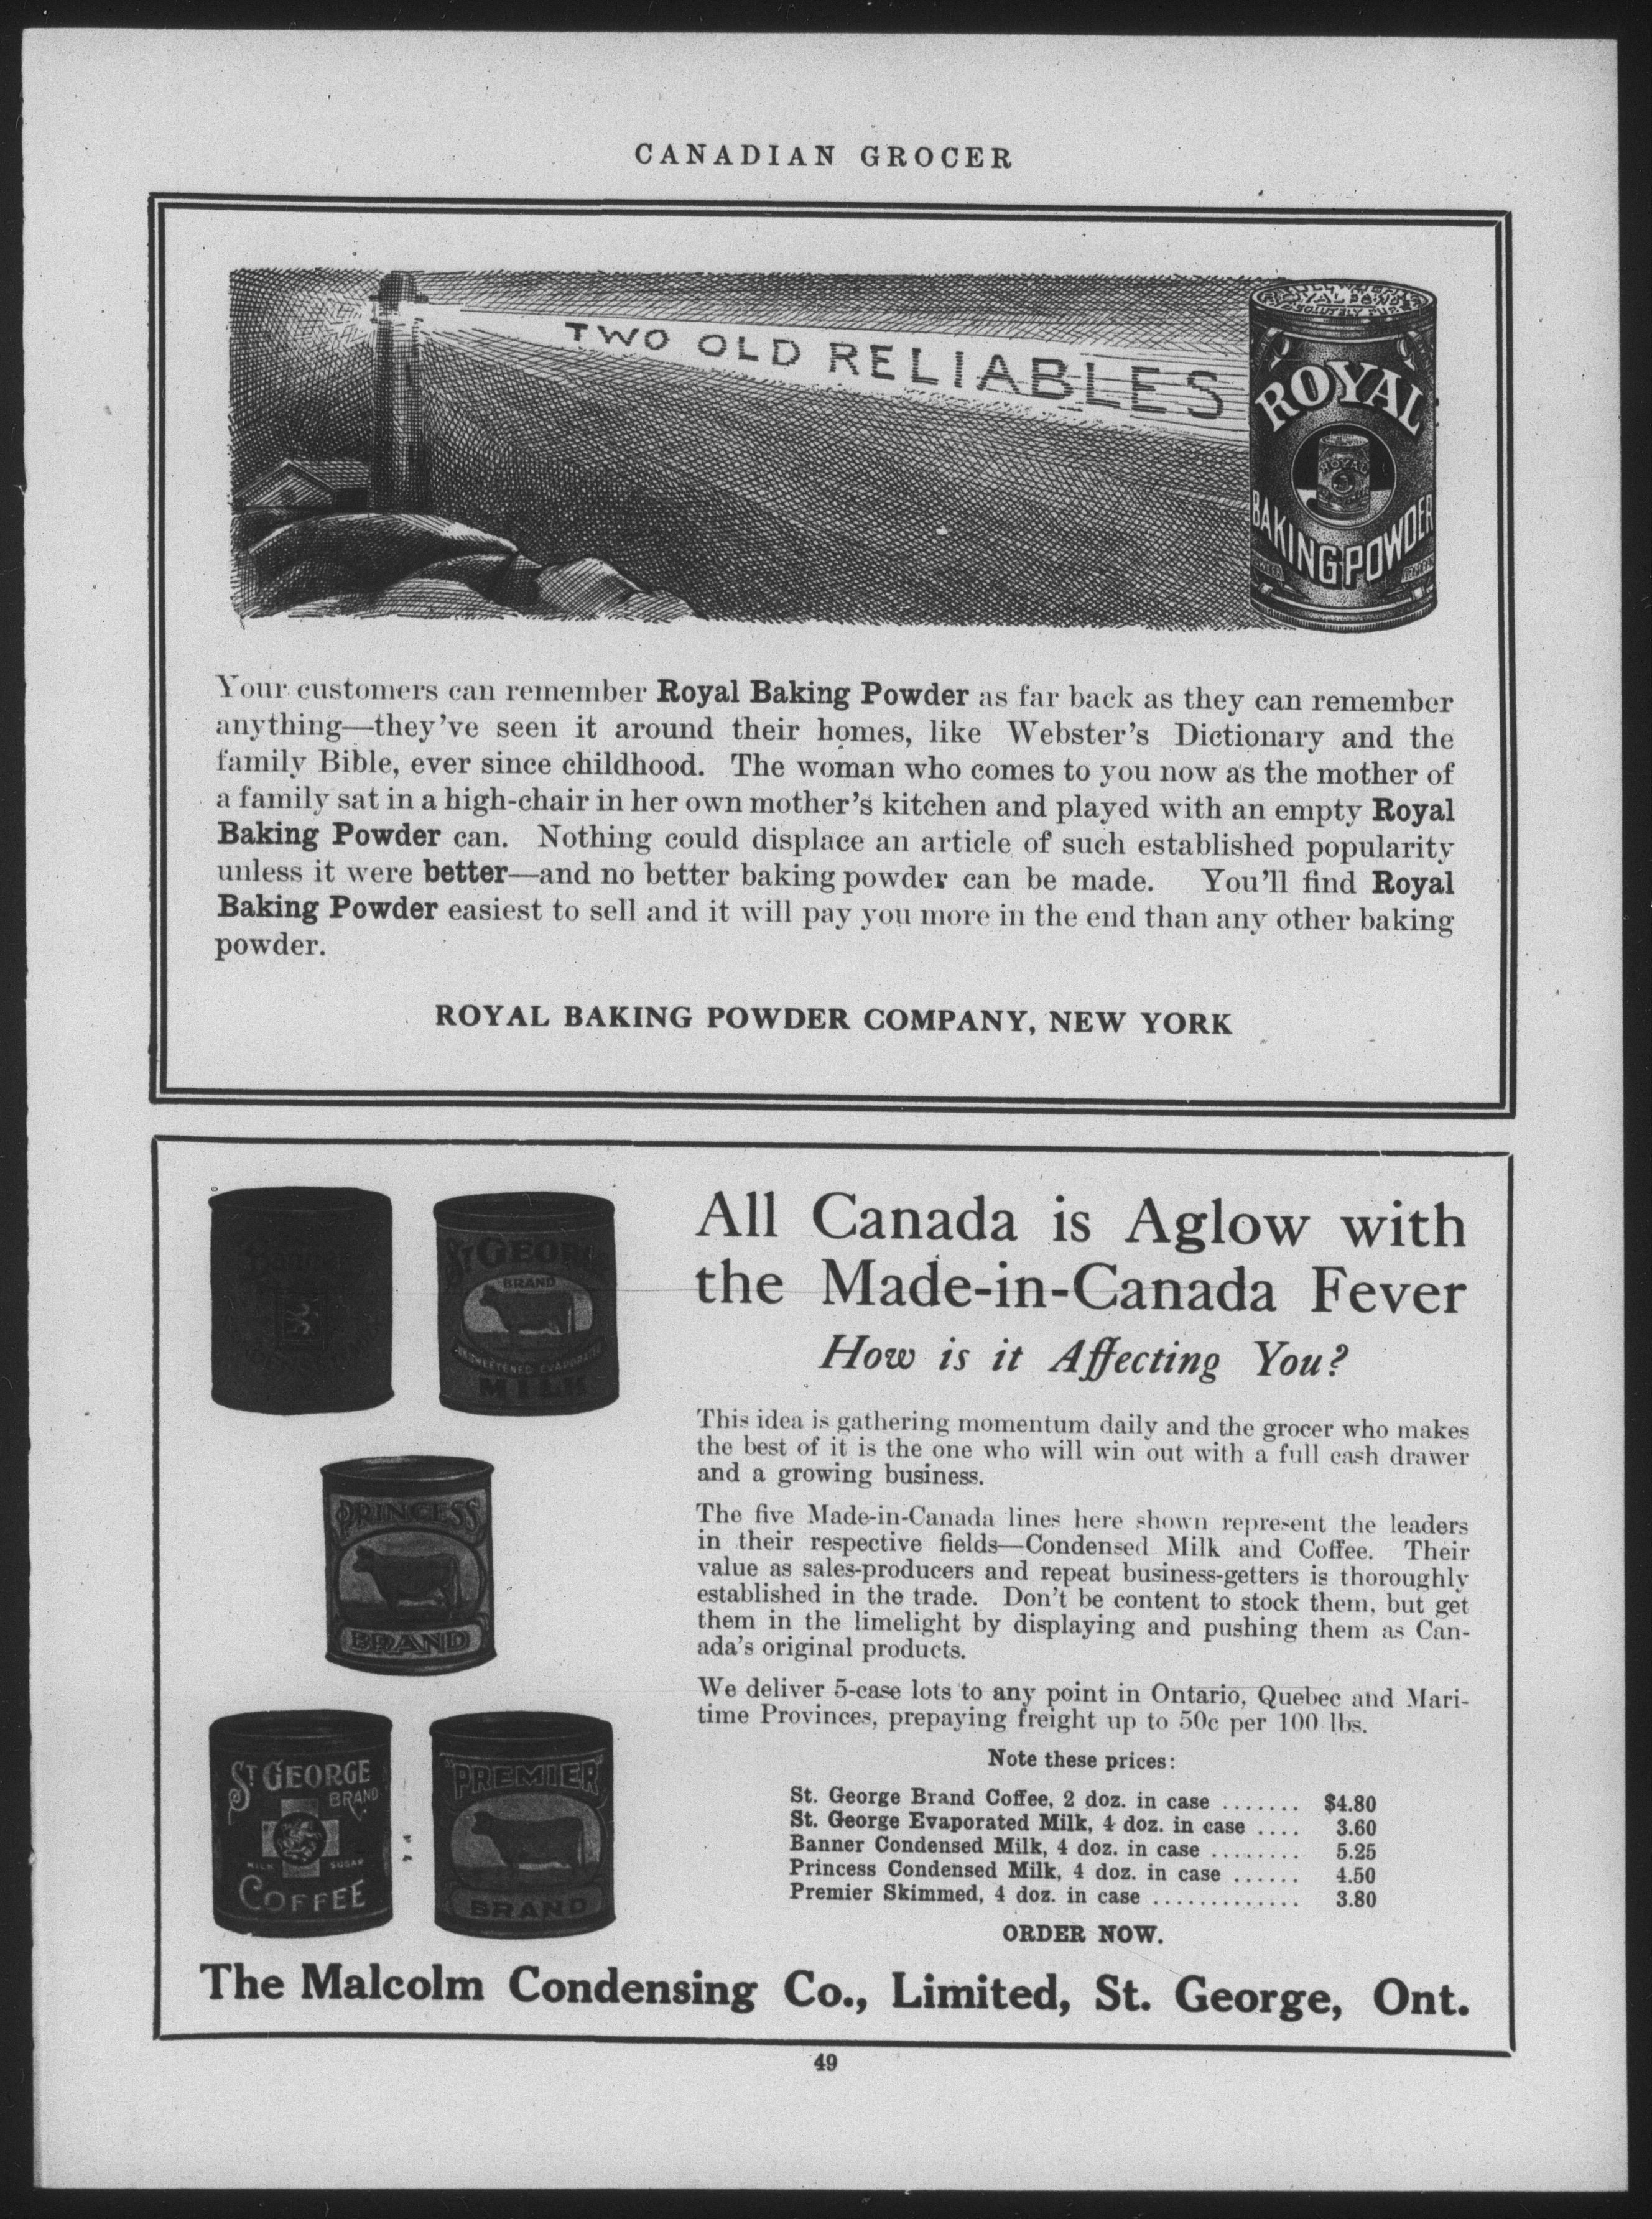 CANADIAN GROCER
TWO OLD RELIABLES
ROYAL
BAKING POWDER
Your customers can remember Royal Baking Powder as far back as they can remember
anything—they've seen it around their homes, like Webster's Dictionary and the
family Bible, ever since childhood. The woman who comes to you now as the mother of
a family sat in a high-chair in her own mother's kitchen and played with an empty Royal
Baking Powder can. Nothing could displace an article of such established popularity
unless it were better—and no better baking powder can be made. You'll find Royal
Baking Powder easiest to sell and it will pay you more in the end than any other baking
powder.
ROYAL BAKING POWDER COMPANY, NEW YORK
Banner
ST GEORGE
BRAND
UNSWEETENED EVAPORATED
MILK
PRINCESS
BRAND
ST GEORGE
BRAND
MILK SUGAR
COFFEE
"PREMIER"
BRAND
All Canada is Aglow with
the Made-in-Canada Fever
How is it Affecting You?
This idea is gathering momentum daily and the grocer who makes
the best of it is the one who will win out with a full cash drawer
and a growing business.
The five Made-in-Canada lines here shown represent the leaders
in their respective fields—Condensed Milk and Coffee. Their
value as sales-producers and repeat business-getters is thoroughly
established in the trade. Don't be content to stock them, but get
them in the limelight by displaying and pushing them as Can-
ada's original products.
We deliver 5-case lots to any point in Ontario, Quebec and Mari-
time Provinces, prepaying freight up to 50c per 100 lbs.
Note these prices:
St. George Brand Coffee, 2 doz. in case ....... $4.80
St. George Evaporated Milk, 4 doz. in case .... 3.60
Banner Condensed Milk, 4 doz. in case ........ 5.25
Princess Condensed Milk, 4 doz. in case ...... 4.50
Premier Skimmed, 4 doz. in case ............. 3.80
ORDER NOW.
The Malcolm Condensing Co., Limited, St. George, Ont.
49